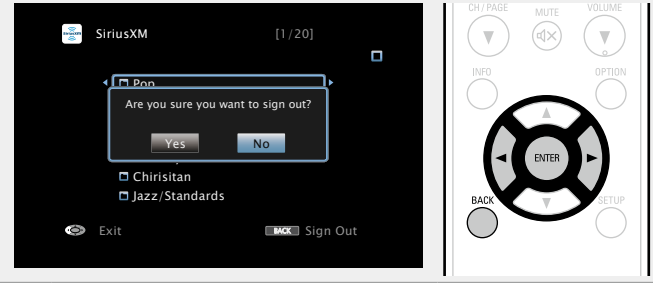 SiriusXM [1/20]
Pop
Are you sure you want to sign out?
Yes No
Chirisitan
Jazz/Standards
Exit BACK Sign Out
CH / PAGE MUTE VOLUME
INFO OPTION
ENTER
BACK SETUP